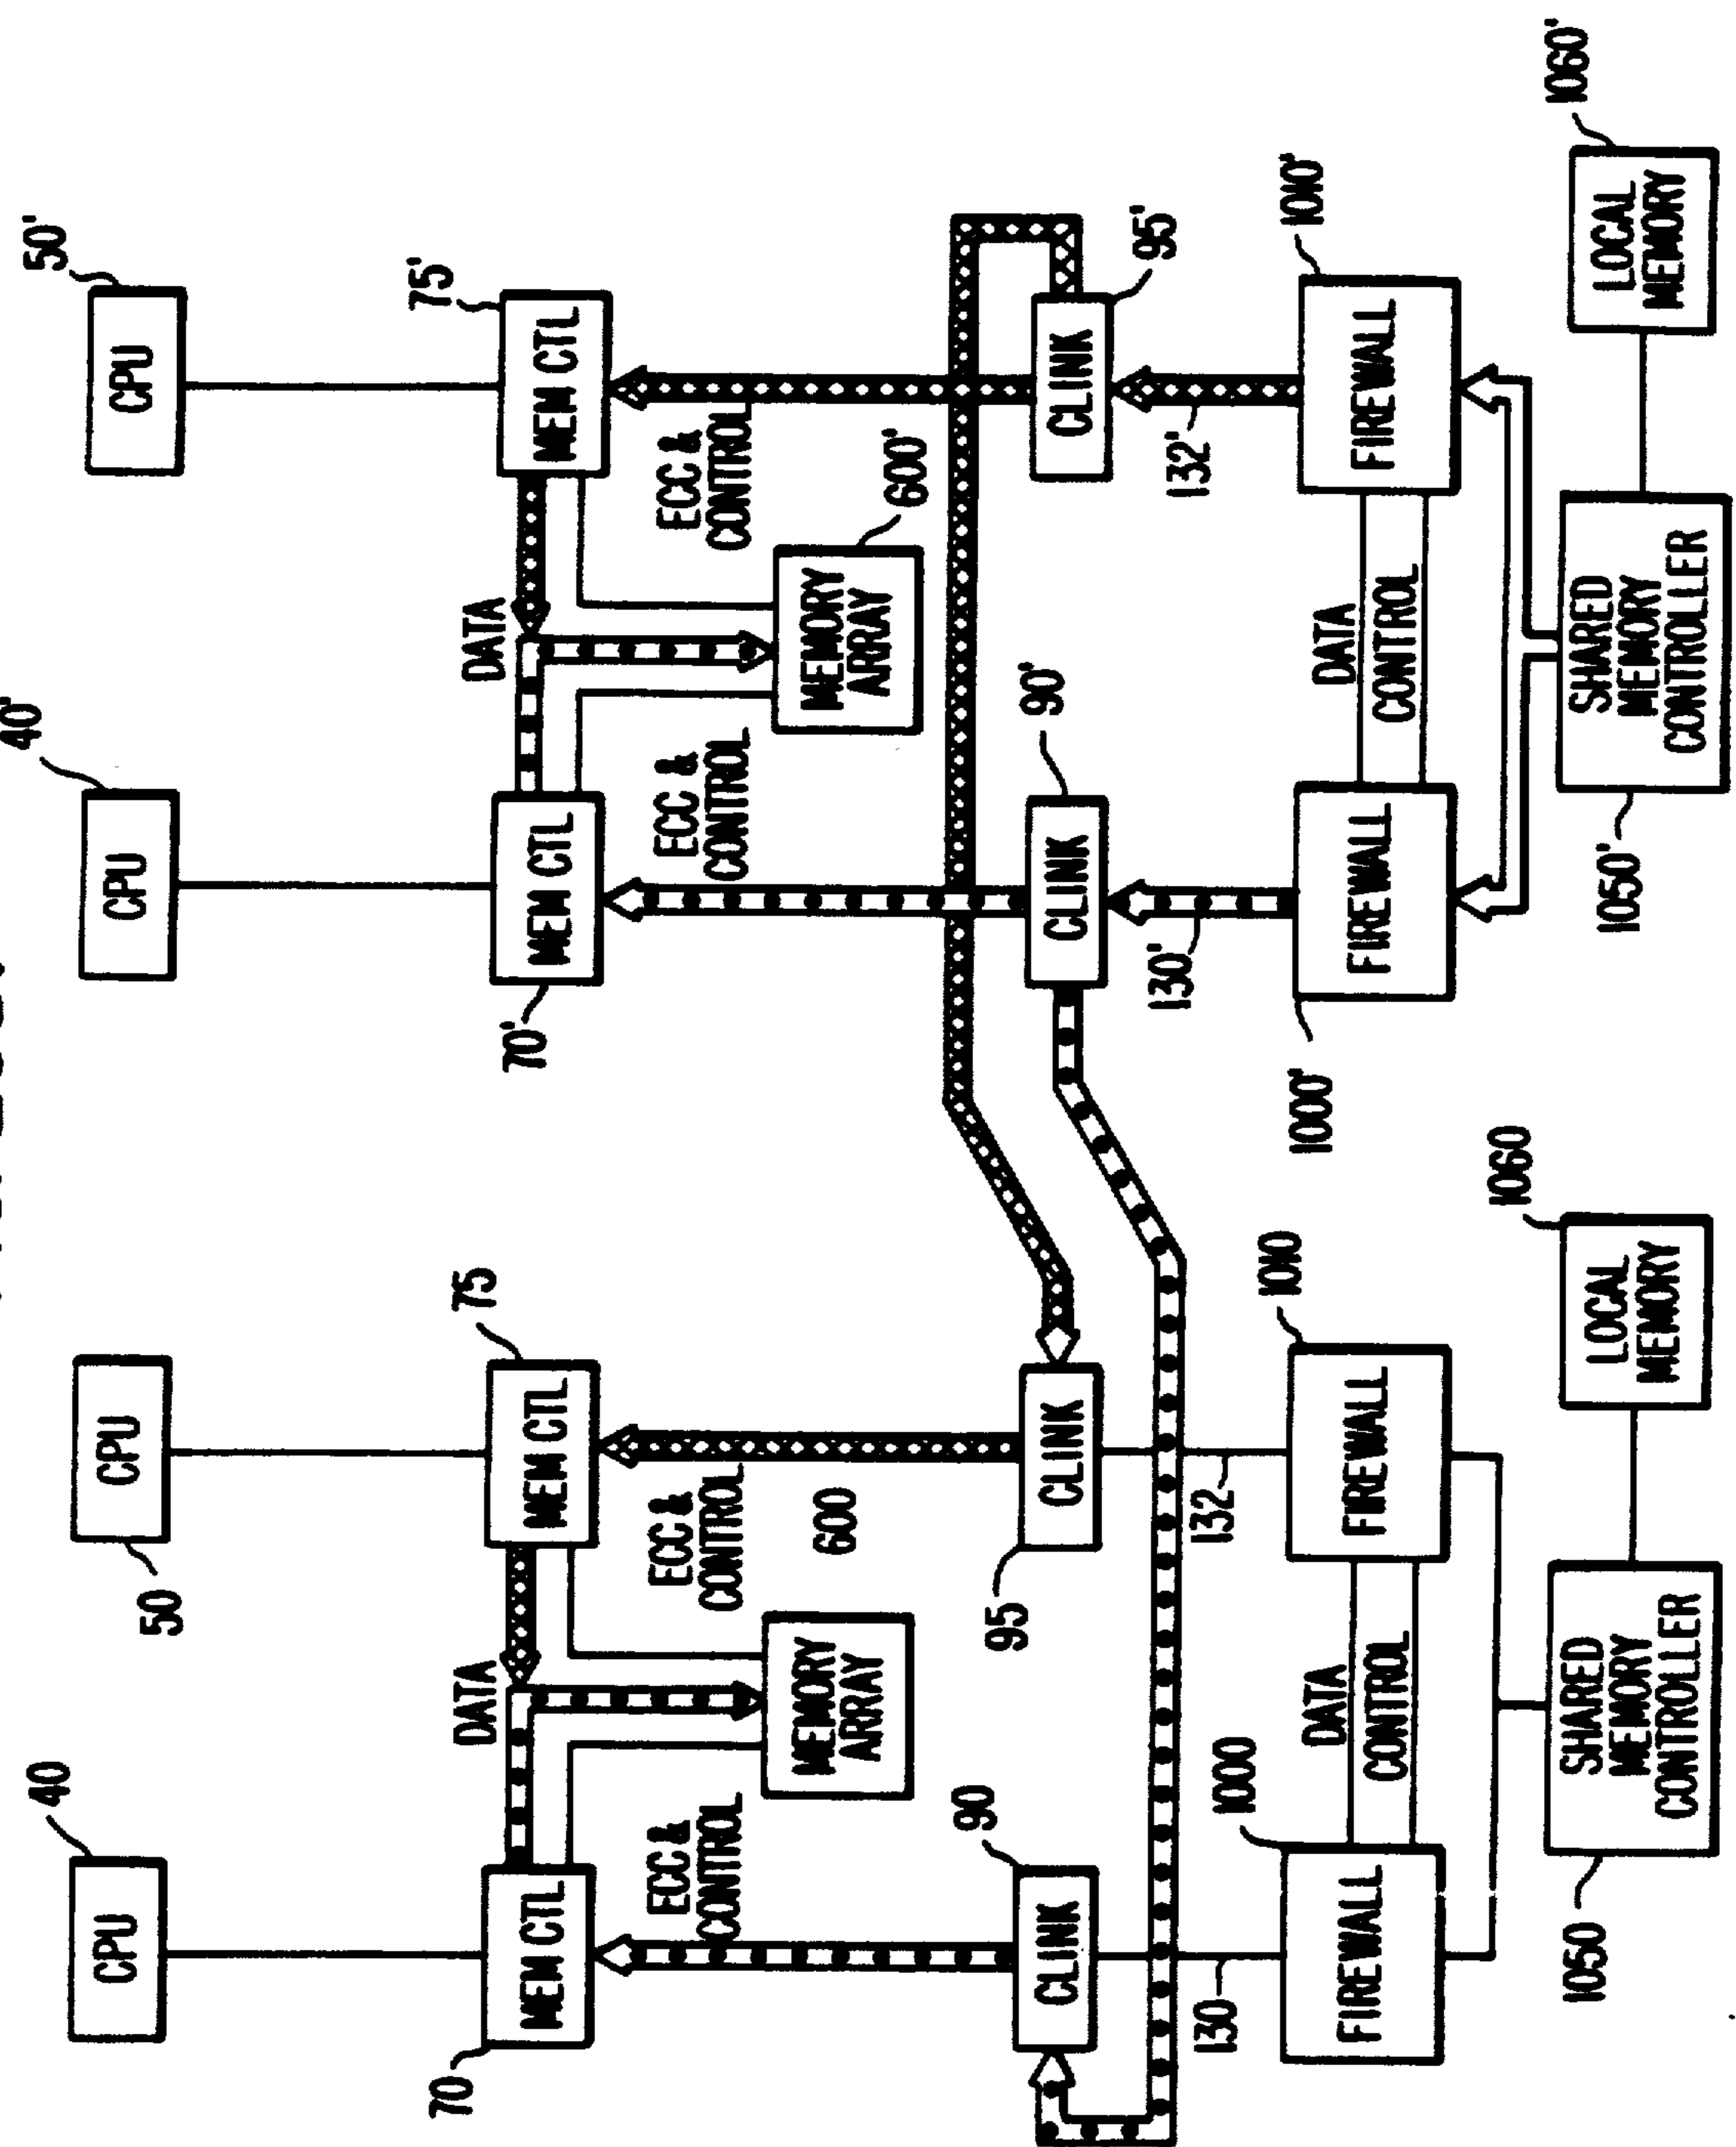 40
CPU
50
CPU
40'
CPU
50'
CPU
70
MEM CTL
DATA
75
MEM CTL
70'
MEM CTL
DATA
75'
MEM CTL
ECC &
CONTROL
ECC &
CONTROL
600
MEMORY
ARRAY
ECC &
CONTROL
ECC &
CONTROL
600'
MEMORY
ARRAY
90
CLINK
95
CLINK
90'
CLINK
95'
CLINK
130
132
130'
132'
1000
FIREWALL
DATA
CONTROL
1010
FIREWALL
1000'
FIREWALL
DATA
CONTROL
1010'
FIREWALL
1050
SHARED
MEMORY
CONTROLLER
1060
LOCAL
MEMORY
1050'
SHARED
MEMORY
CONTROLLER
1060'
LOCAL
MEMORY